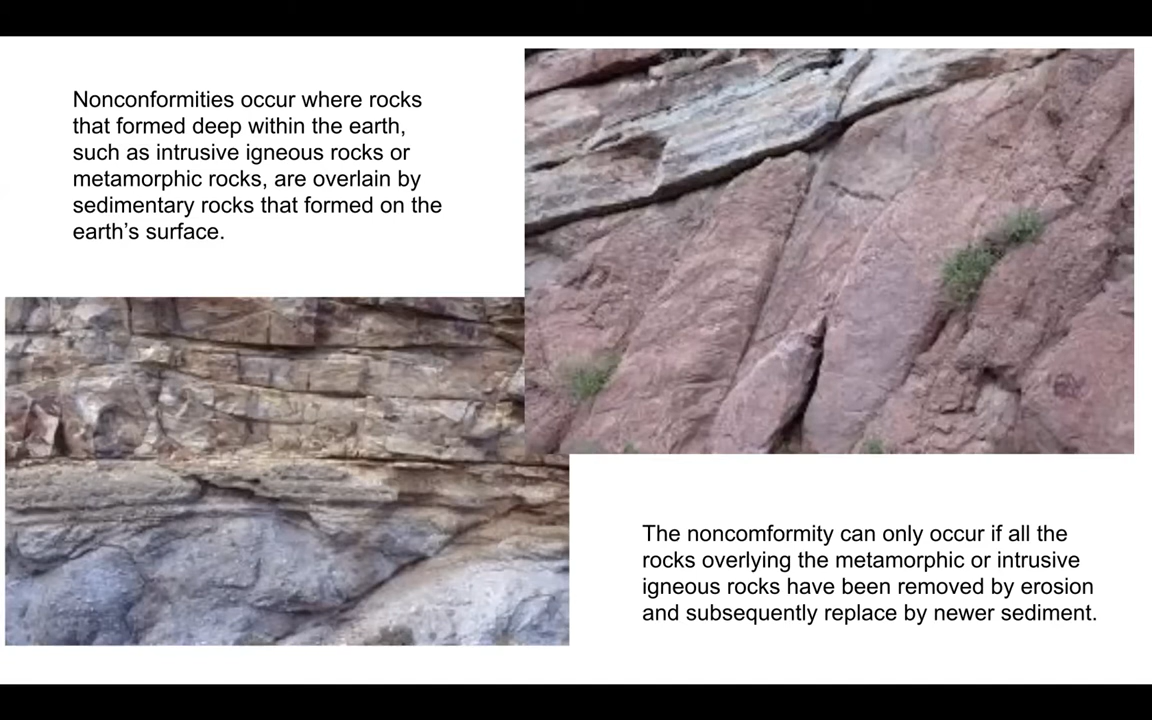 Nonconformities occur where rocks
that formed deep within the earth,
such as intrusive igneous rocks or
metamorphic rocks, are overlain by
sedimentary rocks that formed on the
earth’s surface.
The noncomformity can only occur if all the
rocks overlying the metamorphic or intrusive
igneous rocks have been removed by erosion
and subsequently replace by newer sediment.